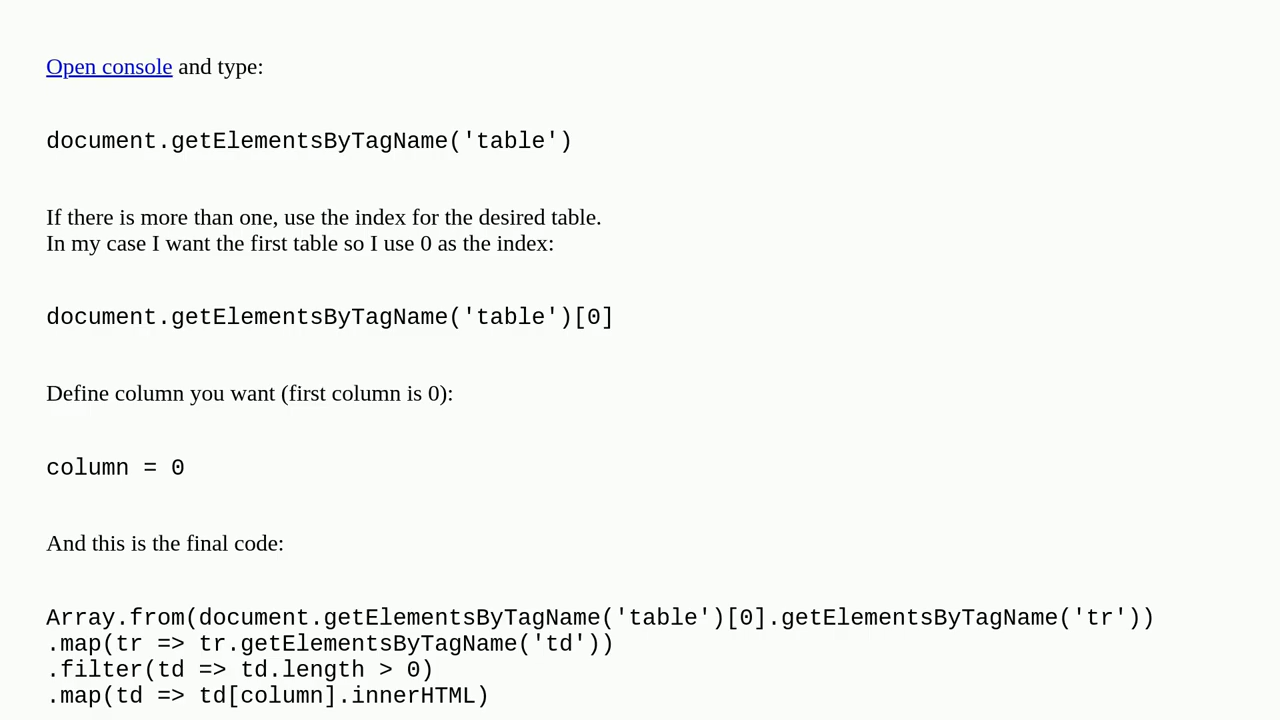 Open console and type:
document.getElementsByTagName('table')
If there is more than one, use the index for the desired table.
In my case I want the first table so I use 0 as the index:
document.getElementsByTagName('table')[0]
Define column you want (first column is 0):
column = 0
And this is the final code:
Array.from(document.getElementsByTagName('table')[0].getElementsByTagName('tr'))
.map(tr => tr.getElementsByTagName('td'))
.filter(td => td.length > 0)
.map(td => td[column].innerHTML)